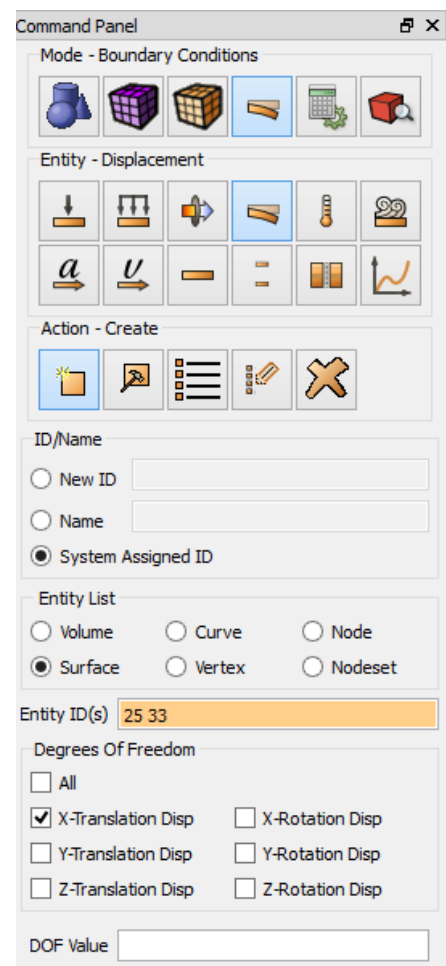 Command Panel
Mode - Boundary Conditions
Entity - Displacement
a
v
Action - Create
ID/Name
New ID
Name
System Assigned ID
Entity List
Volume Curve Node
Surface Vertex Nodeset
Entity ID(s) 25 33
Degrees Of Freedom
All
X-Translation Disp X-Rotation Disp
Y-Translation Disp Y-Rotation Disp
Z-Translation Disp Z-Rotation Disp
DOF Value